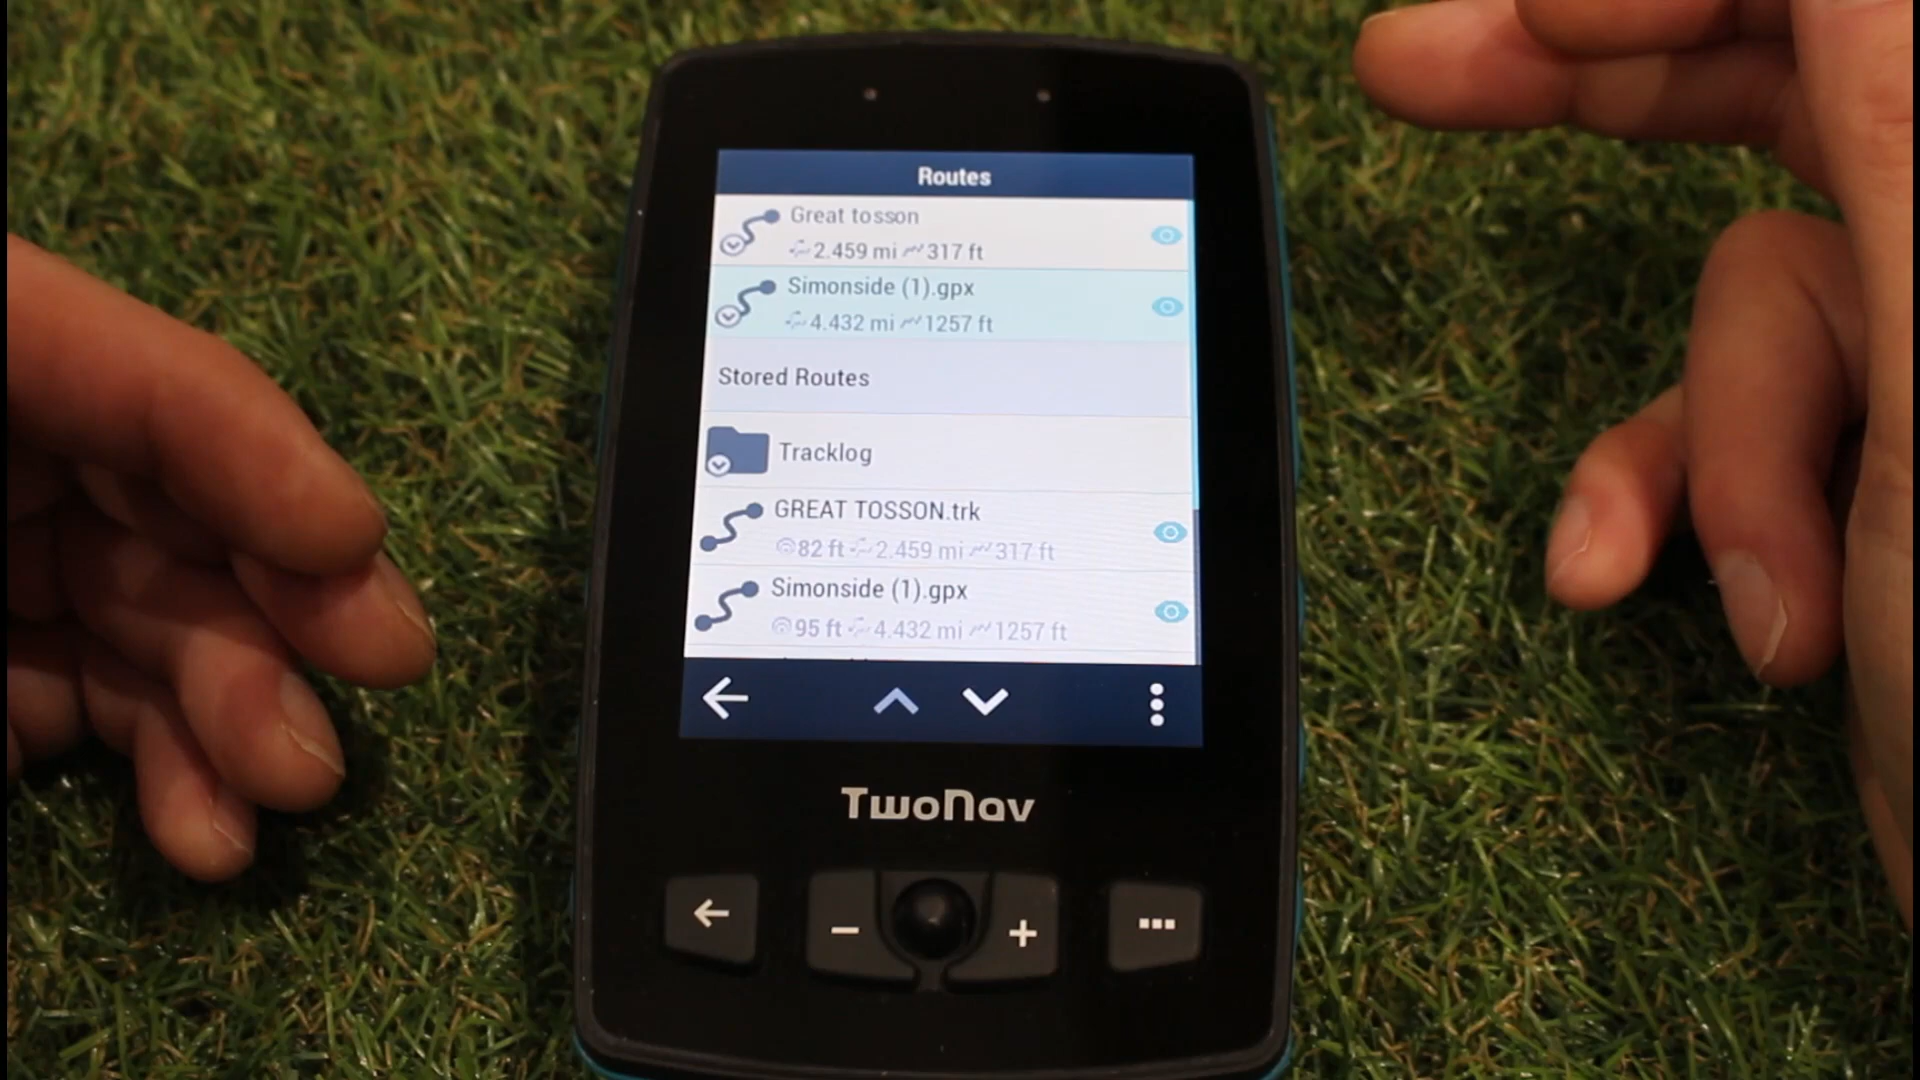 Routes
Great tosson
2.459 mi 317 ft
Simonside (1).gpx
4.432 mi 1257 ft
Stored Routes
Tracklog
GREAT TOSSON.trk
82 ft 2.459 mi 317 ft
Simonside (1).gpx
95 ft 4.432 mi 1257 ft
TwoNav